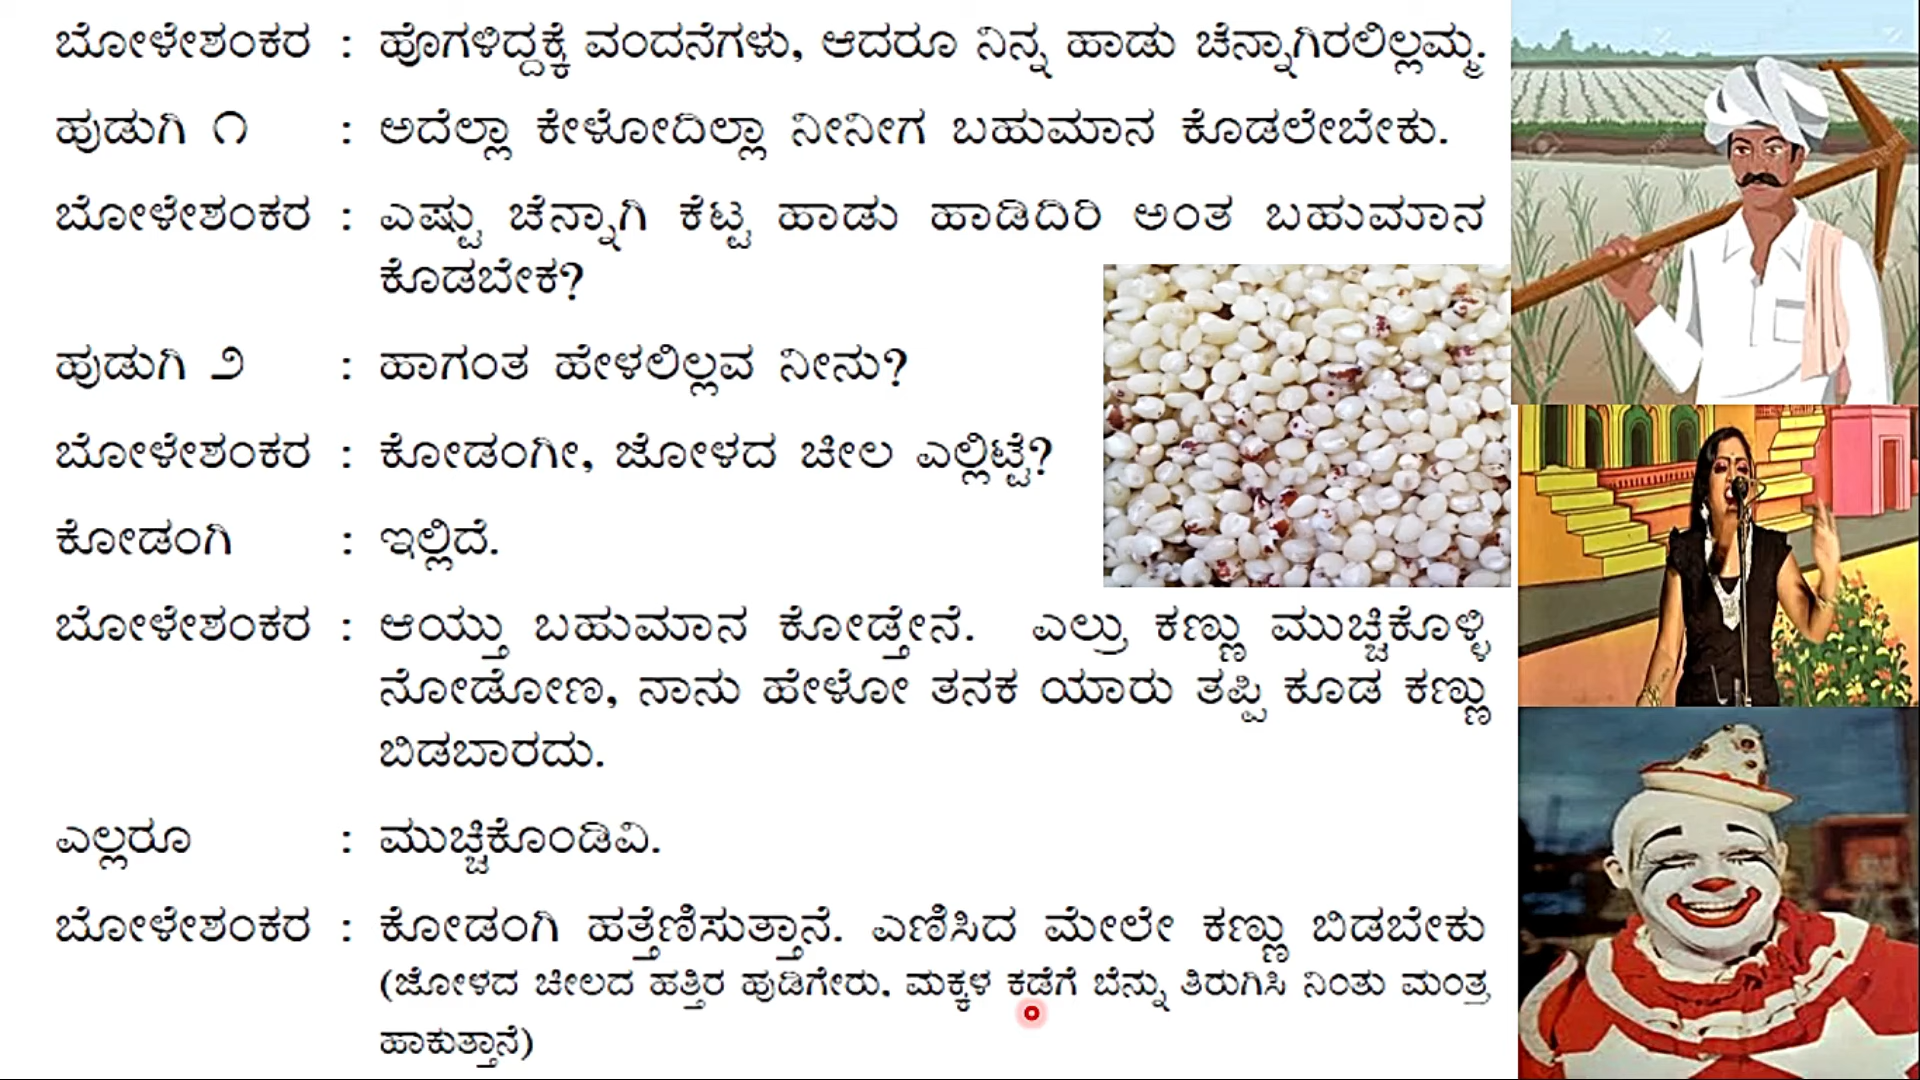 ಬೋಳೇಶಂಕರ : ಹೊಗಳಿದ್ದಕ್ಕೆ ವಂದನೆಗಳು, ಆದರೂ ನಿನ್ನ ಹಾಡು ಚೆನ್ನಾಗಿರಲಿಲ್ಲಮ್ಮ.
ಹುಡುಗಿ ೧ : ಅದೆಲ್ಲಾ ಕೇಳೋದಿಲ್ಲಾ ನೀನೀಗ ಬಹುಮಾನ ಕೊಡಲೇಬೇಕು.
ಬೋಳೇಶಂಕರ : ಎಷ್ಟು ಚೆನ್ನಾಗಿ ಕೆಟ್ಟ ಹಾಡು ಹಾಡಿದಿರಿ ಅಂತ ಬಹುಮಾನ
ಕೊಡಬೇಕ?
ಹುಡುಗಿ ೨ : ಹಾಗಂತ ಹೇಳಲಿಲ್ಲವ ನೀನು?
ಬೋಳೇಶಂಕರ : ಕೋಡಂಗೀ, ಜೋಳದ ಚೀಲ ಎಲ್ಲಿಟ್ಟೆ?
ಕೋಡಂಗಿ : ಇಲ್ಲಿದೆ.
ಬೋಳೇಶಂಕರ : ಆಯ್ತು ಬಹುಮಾನ ಕೋಡ್ತೇನೆ. ಎಲ್ರು ಕಣ್ಣು ಮುಚ್ಚಿಕೊಳ್ಳಿ
ನೋಡೋಣ, ನಾನು ಹೇಳೋ ತನಕ ಯಾರು ತಪ್ಪಿ ಕೂಡ ಕಣ್ಣು
ಬಿಡಬಾರದು.
ಎಲ್ಲರೂ : ಮುಚ್ಚಿಕೊಂಡಿವಿ.
ಬೋಳೇಶಂಕರ : ಕೋಡಂಗಿ ಹತ್ತೆಣಿಸುತ್ತಾನೆ. ಎಣಿಸಿದ ಮೇಲೇ ಕಣ್ಣು ಬಿಡಬೇಕು
(ಜೋಳದ ಚೀಲದ ಹತ್ತಿರ ಹುಡಿಗೇರು. ಮಕ್ಕಳ ಕಡೆಗೆ ಬೆನ್ನು ತಿರುಗಿಸಿ ನಿಂತು ಮಂತ್ರ
ಹಾಕುತ್ತಾನೆ)